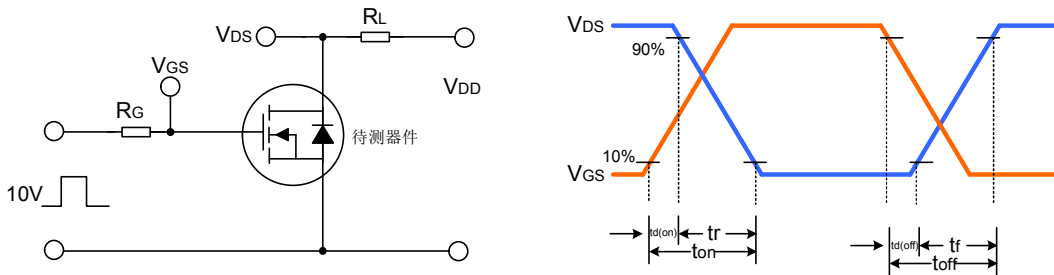 VDS
RL
VGS
VDD
RG
待测器件
10V
VDS
90%
10%
VGS
td(on)
tr
ton
td(off)
tf
toff